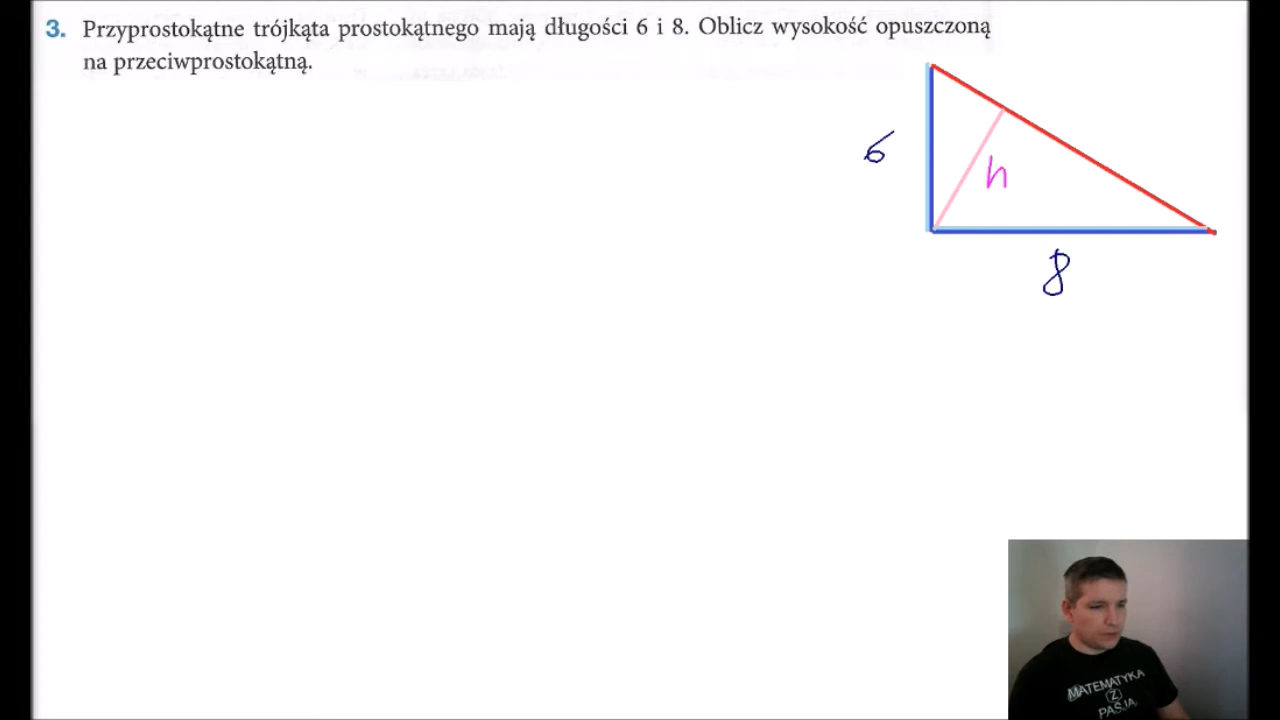 3. Przyprostokątne trójkąta prostokątnego mają długości 6 i 8. Oblicz wysokość opuszczoną
na przeciwprostokątną.
6
h
8
MATEMATYKA
Z
PASJĄ